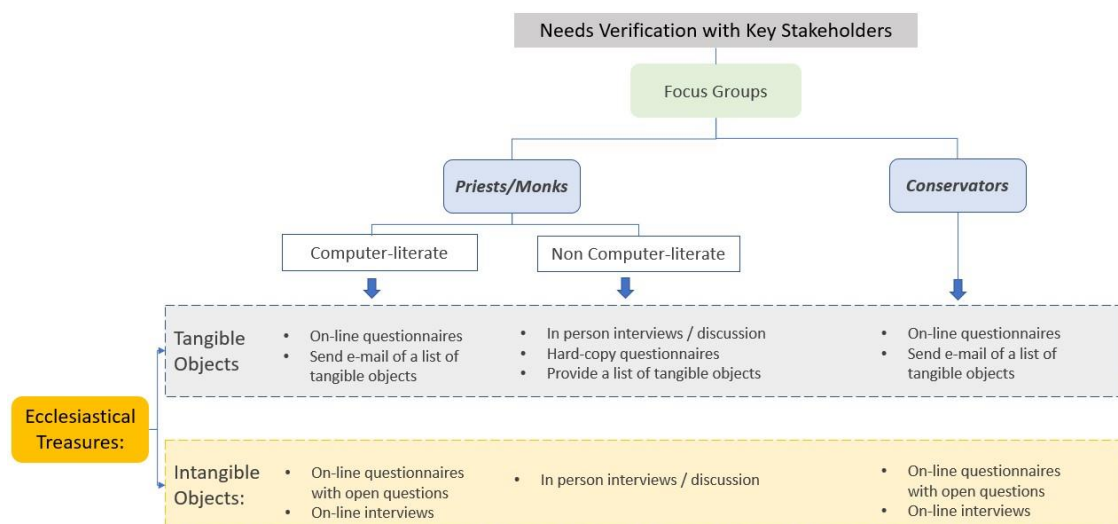 Needs Verification with Key Stakeholders
Focus Groups
Priests/Monks
Conservators
Computer-literate
Non Computer-literate
Ecclesiastical
Treasures:
Tangible
Objects
• On-line questionnaires
• Send e-mail of a list of
tangible objects
• In person interviews / discussion
• Hard-copy questionnaires
• Provide a list of tangible objects
• On-line questionnaires
• Send e-mail of a list of
tangible objects
Intangible
Objects:
• On-line questionnaires
with open questions
• On-line interviews
• In person interviews / discussion
• On-line questionnaires
with open questions
• On-line interviews